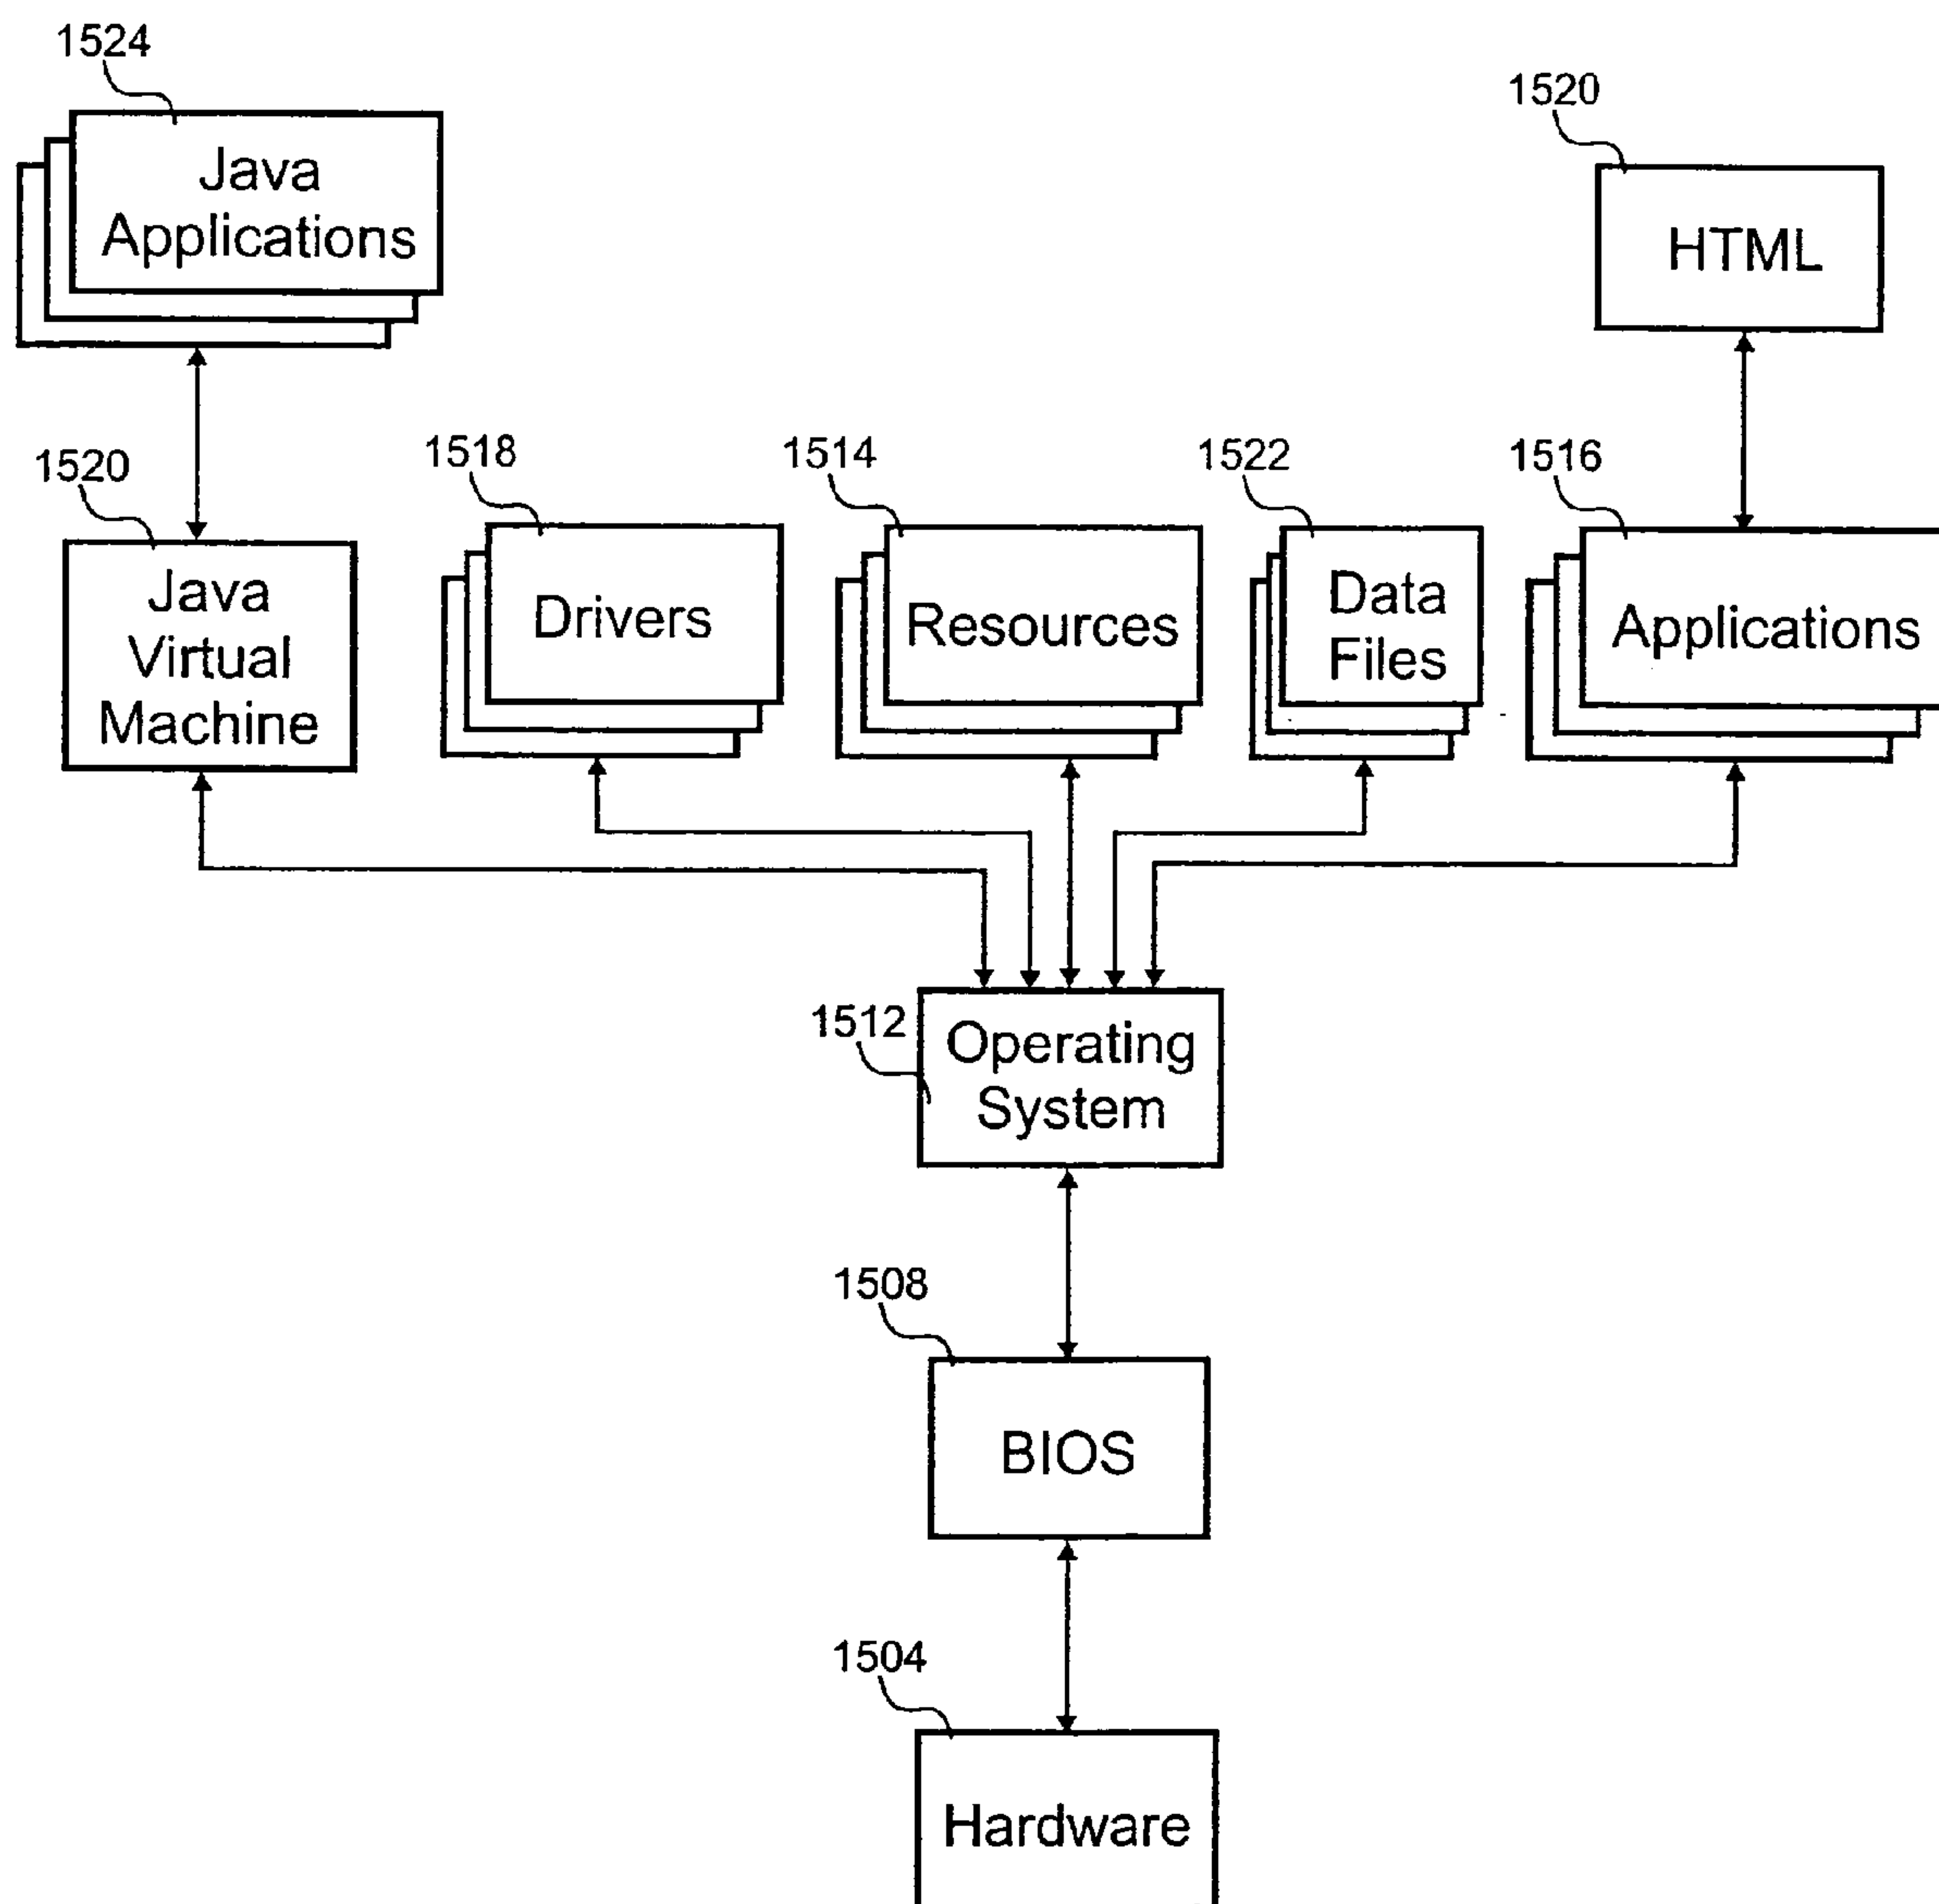 1524
Java
Applications
1520
HTML
1520
Java
Virtual
Machine
1518
Drivers
1514
Resources
1522
Data
Files
1516
Applications
1512
Operating
System
1508
BIOS
1504
Hardware